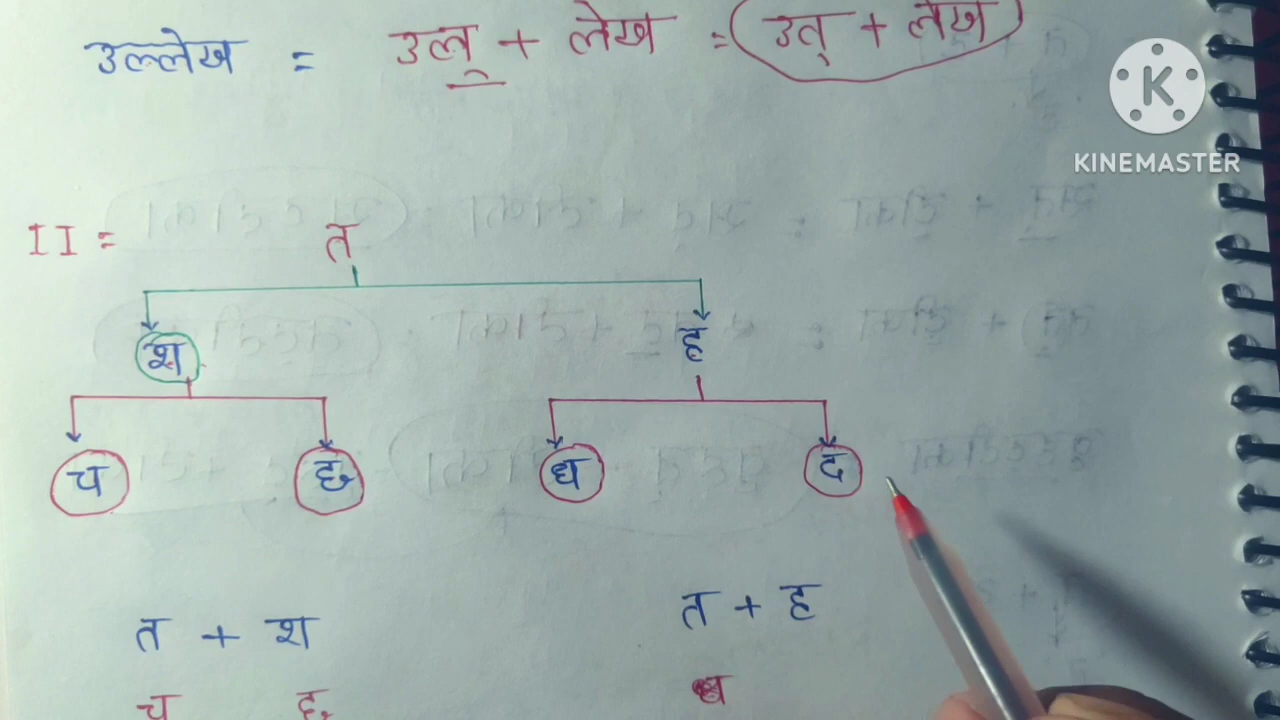 उल्लेख = उल् + लेख = उत् + लेख
K
KINEMASTER
II = त
श ह
च छ ध द
त + श त + ह
च छ